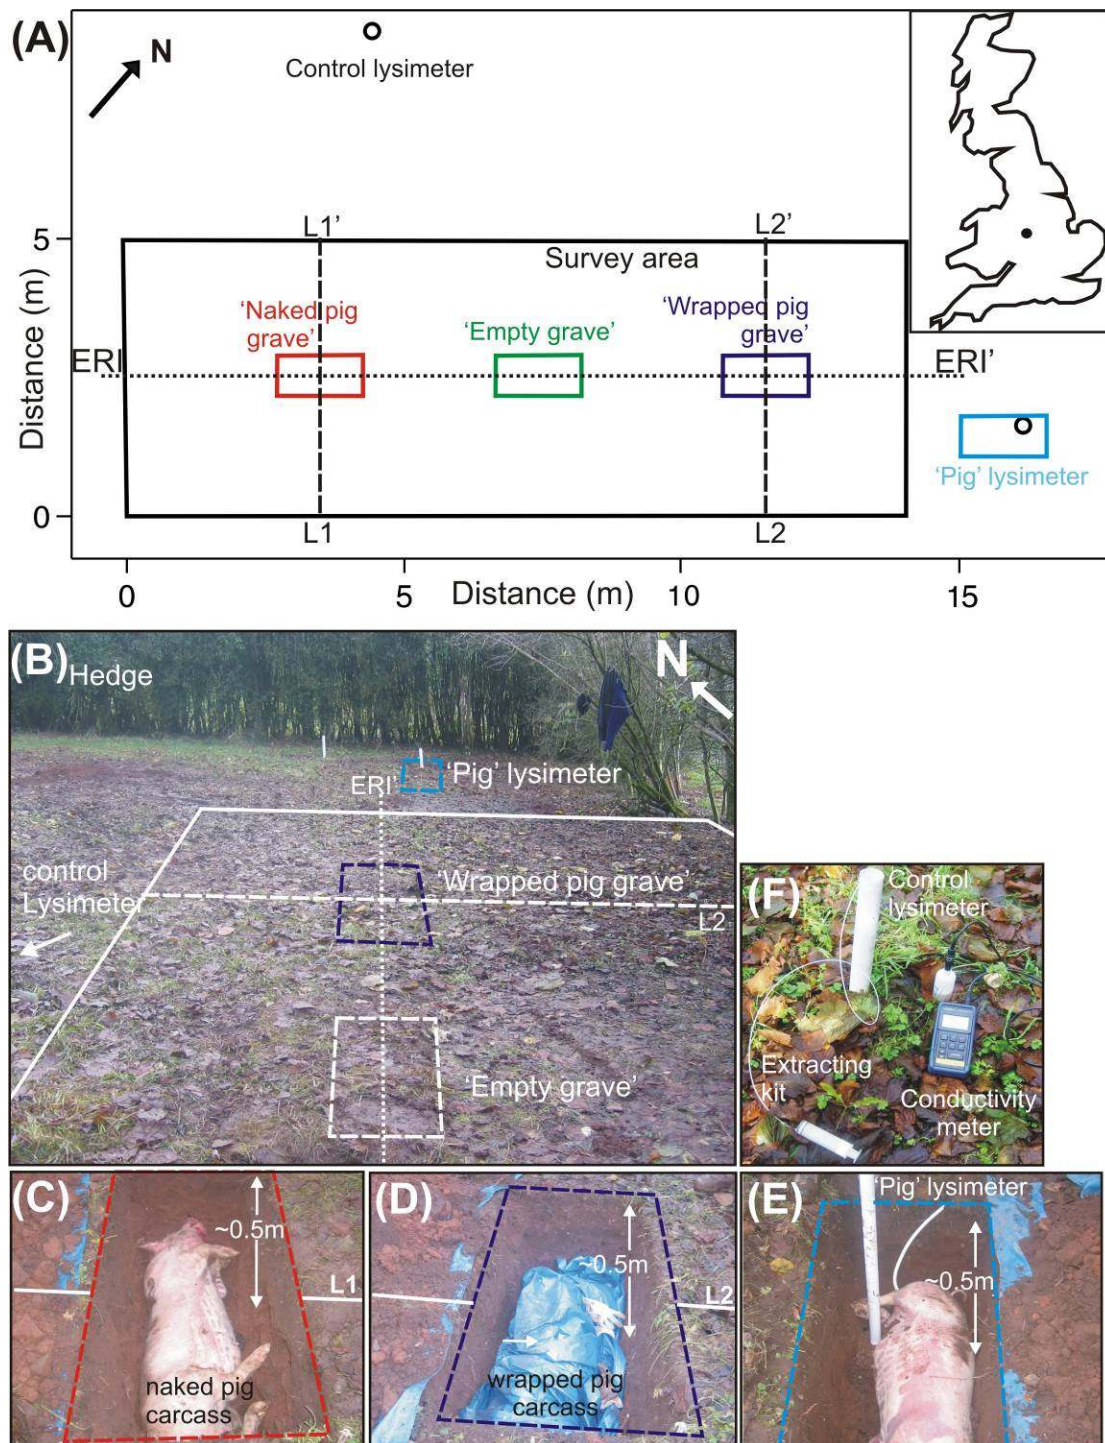 (A)
N
Control lysimeter
L1’
L2’
5
Survey area
‘Naked pig
grave’
‘Empty grave’
‘Wrapped pig
grave’
ERI
ERI’
‘Pig’ lysimeter
0
L1
L2
Distance (m)
0
5
Distance (m)
10
15
(B)
Hedge
N
‘Pig’ lysimeter
ERI’
control
Lysimeter
‘Wrapped pig grave’
L2
‘Empty grave’
(F)
Control
lysimeter
Extracting
kit
Conductivity
meter
(C)
~0.5m
L1
naked pig
carcass
(D)
~0.5m
L2
wrapped pig
carcass
‘Pig’ lysimeter
(E)
~0.5m